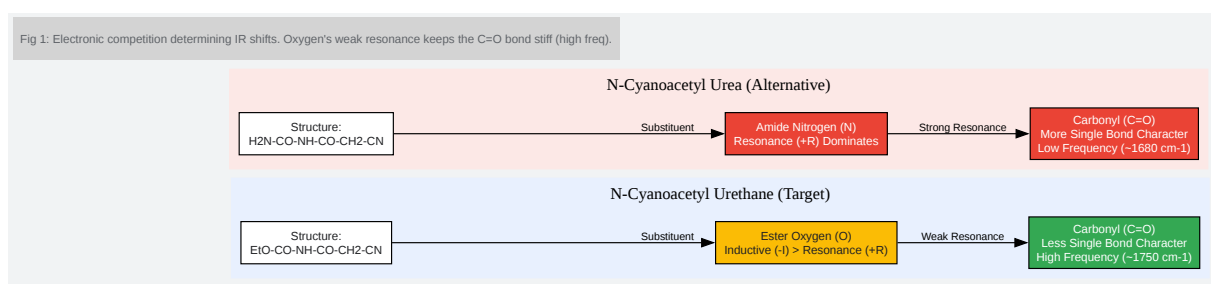 Fig 1: Electronic competition determining IR shifts. Oxygen's weak resonance keeps the C=O bond stiff (high freq).
N-Cyanoacetyl Urea (Alternative)
Structure:
H2N-CO-NH-CO-CH2-CN
Substituent
Amide Nitrogen (N)
Resonance (+R) Dominates
Strong Resonance
Carbonyl (C=O)
More Single Bond Character
Low Frequency (~1680 cm-1)
N-Cyanoacetyl Urethane (Target)
Structure:
EtO-CO-NH-CO-CH2-CN
Substituent
Ester Oxygen (O)
Inductive (-I) > Resonance (+R)
Weak Resonance
Carbonyl (C=O)
Less Single Bond Character
High Frequency (~1750 cm-1)